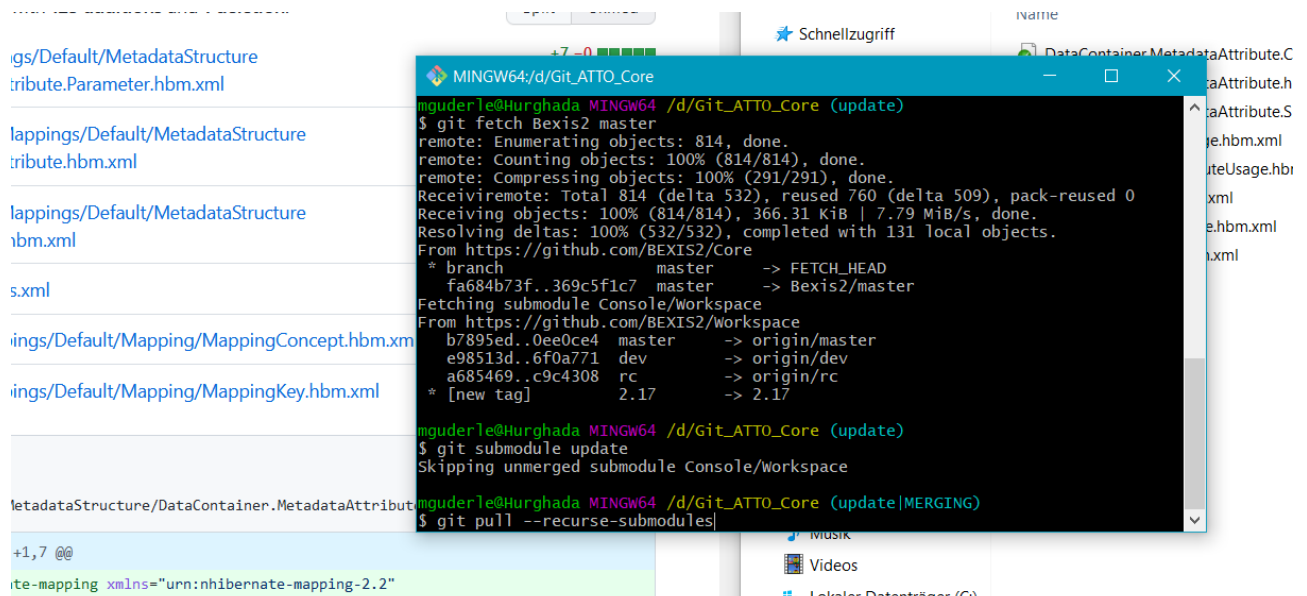 +7 −0
ngs/Default/MetadataStructure
tribute.Parameter.hbm.xml
Mappings/Default/MetadataStructure
tribute.hbm.xml
Mappings/Default/MetadataStructure
hbm.xml
s.xml
pings/Default/Mapping/MappingConcept.hbm.xm
pings/Default/Mapping/MappingKey.hbm.xml
MetadataStructure/DataContainer.MetadataAttribut
+1,7 @@
te-mapping xmlns="urn:nhibernate-mapping-2.2"
MINGW64:/d/Git_ATTO_Core
mguderle@Hurghada MINGW64 /d/Git_ATTO_Core (update)
$ git fetch Bexis2 master
remote: Enumerating objects: 814, done.
remote: Counting objects: 100% (814/814), done.
remote: Compressing objects: 100% (291/291), done.
Receiviremote: Total 814 (delta 532), reused 760 (delta 509), pack-reused 0
Receiving objects: 100% (814/814), 366.31 KiB | 7.79 MiB/s, done.
Resolving deltas: 100% (532/532), completed with 131 local objects.
From https://github.com/BEXIS2/Core
* branch master -> FETCH_HEAD
fa684b73f..369c5f1c7 master -> Bexis2/master
Fetching submodule Console/Workspace
From https://github.com/BEXIS2/Workspace
b7895ed..0ee0ce4 master -> origin/master
e98513d..6f0a771 dev -> origin/dev
a685469..c9c4308 rc -> origin/rc
* [new tag] 2.17 -> 2.17
mguderle@Hurghada MINGW64 /d/Git_ATTO_Core (update)
$ git submodule update
Skipping unmerged submodule Console/Workspace
mguderle@Hurghada MINGW64 /d/Git_ATTO_Core (update|MERGING)
$ git pull --recurse-submodules
Schnellzugriff
Musik
Videos
Lokaler Datenträger (C:)
Name
DataContainer.MetadataAttribute.C
taAttribute.h
taAttribute.S
ge.hbm.xml
uteUsage.hbr
.xml
e.hbm.xml
n.xml